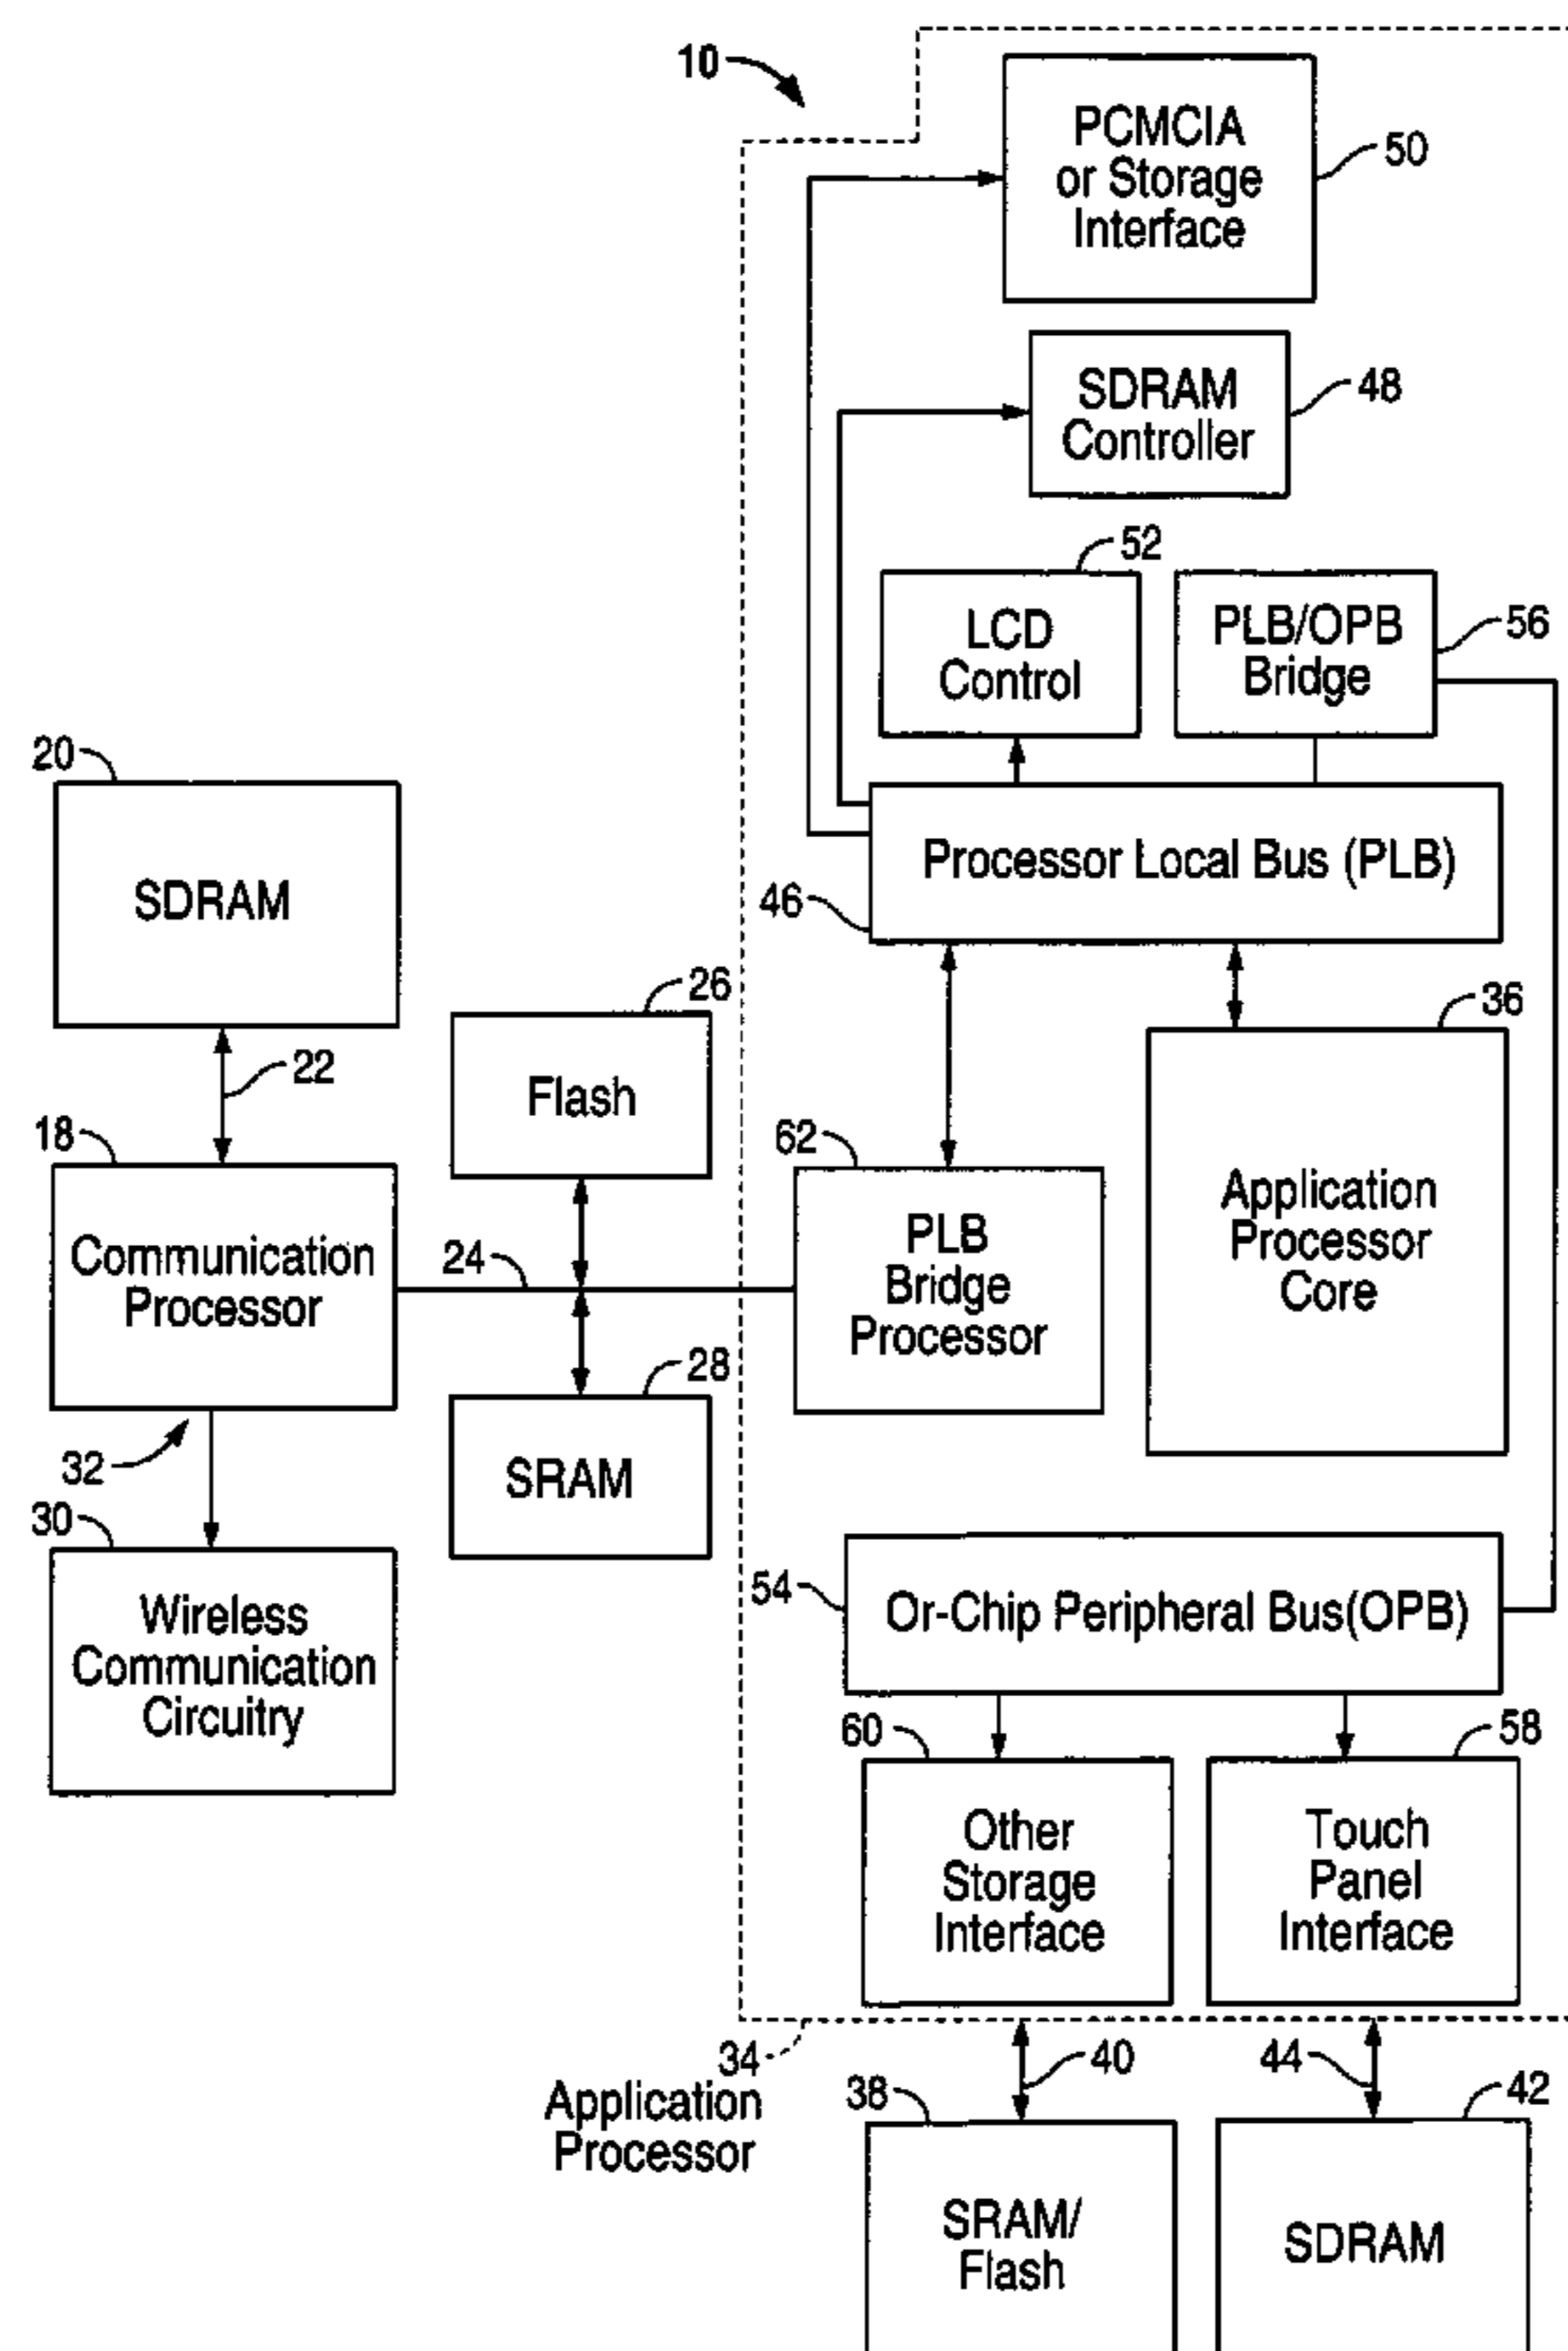 10
PCMCIA
or Storage
Interface
50
SDRAM
Controller
48
52
LCD
Control
PLB/OPB
Bridge
56
20
SDRAM
Processor Local Bus (PLB)
46
22
26
Flash
36
18
Communication
Processor
24
62
PLB
Bridge
Processor
Application
Processor
Core
28
SRAM
32
30
Wireless
Communication
Circuitry
54
Or-Chip Peripheral Bus(OPB)
60
58
Other
Storage
Interface
Touch
Panel
Interface
34
Application
Processor
40
44
38
42
SRAM/
Flash
SDRAM